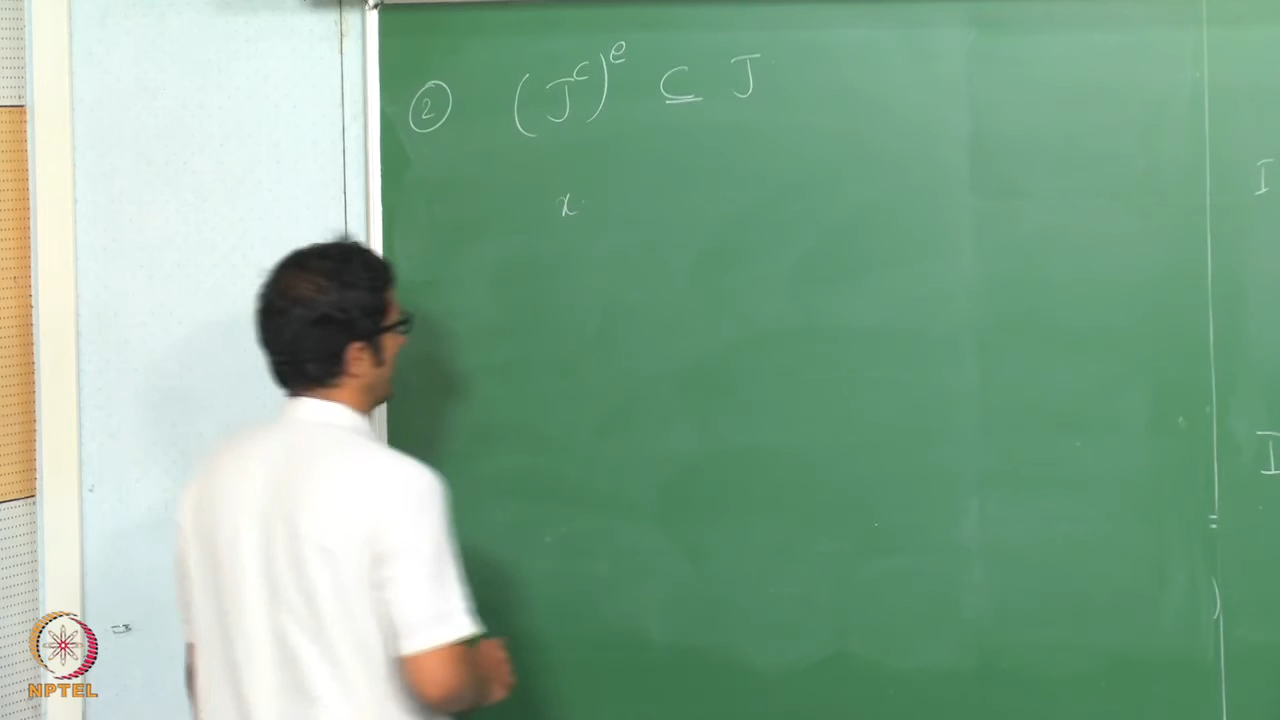 ② (J^c)^e ⊆ J
x
I
I
NPTEL